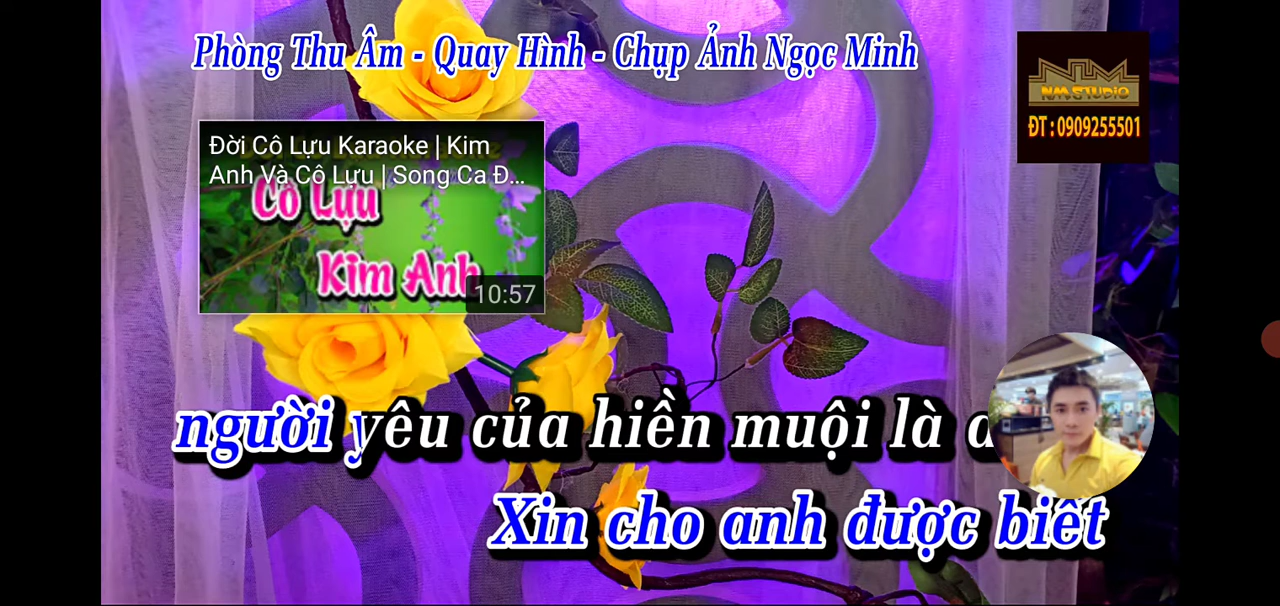 Phòng Thu Âm - Quay Hình - Chụp Ảnh Ngọc Minh
NM STUDIO
ĐT : 0909255501
Đời Cô Lựu Karaoke | Kim
Anh Và Cô Lựu | Song Ca Đ...
Cô Lựu
Kim Anh
10:57
người yêu của hiền muội là
Xin cho anh được biết